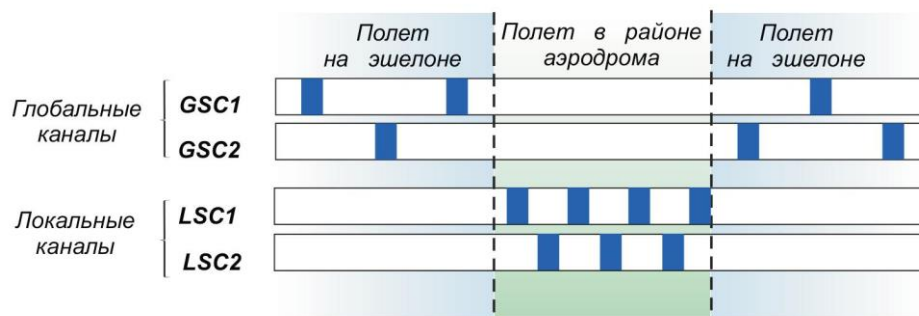 Полет
на эшелоне
Полет в районе
аэродрома
Полет
на эшелоне
Глобальные
каналы
GSC1
GSC2
Локальные
каналы
LSC1
LSC2